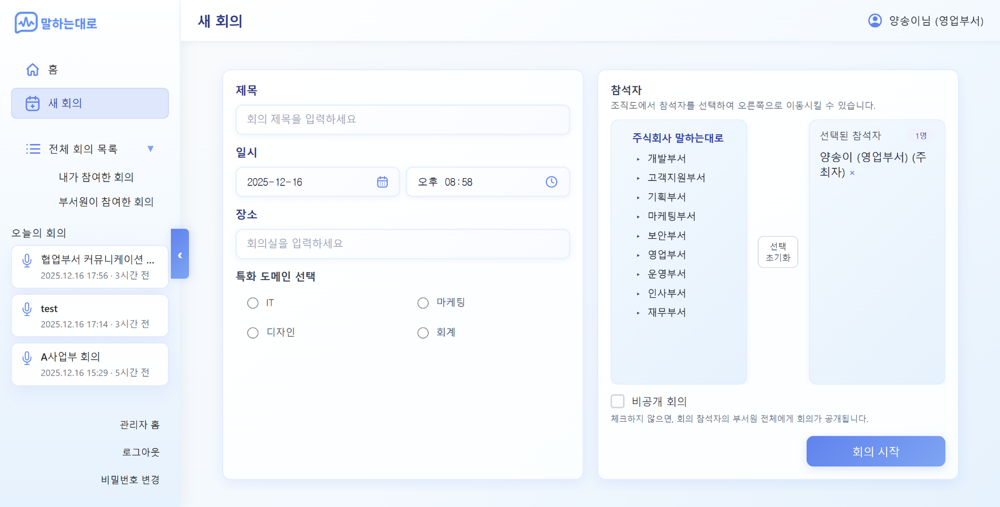 말하는대로
새 회의
양송이님 (영업부서)
홈
새 회의
전체 회의 목록 ▼
내가 참여한 회의
부서원이 참여한 회의
오늘의 회의
협업부서 커뮤니케이션 ...
2025.12.16 17:56 · 3시간 전
test
2025.12.16 17:14 · 3시간 전
A사업부 회의
2025.12.16 15:29 · 5시간 전
관리자 홈
로그아웃
비밀번호 변경
‹
제목
회의 제목을 입력하세요
일시
2025-12-16
오후 08:58
장소
회의실을 입력하세요
특화 도메인 선택
IT
마케팅
디자인
회계
참석자
조직도에서 참석자를 선택하여 오른쪽으로 이동시킬 수 있습니다.
주식회사 말하는대로
▸ 개발부서
▸ 고객지원부서
▸ 기획부서
▸ 마케팅부서
▸ 보안부서
▸ 영업부서
▸ 운영부서
▸ 인사부서
▸ 재무부서
선택
초기화
선택된 참석자 1명
양송이 (영업부서) (주
최자) ×
비공개 회의
체크하지 않으면, 회의 참석자의 부서원 전체에게 회의가 공개됩니다.
회의 시작